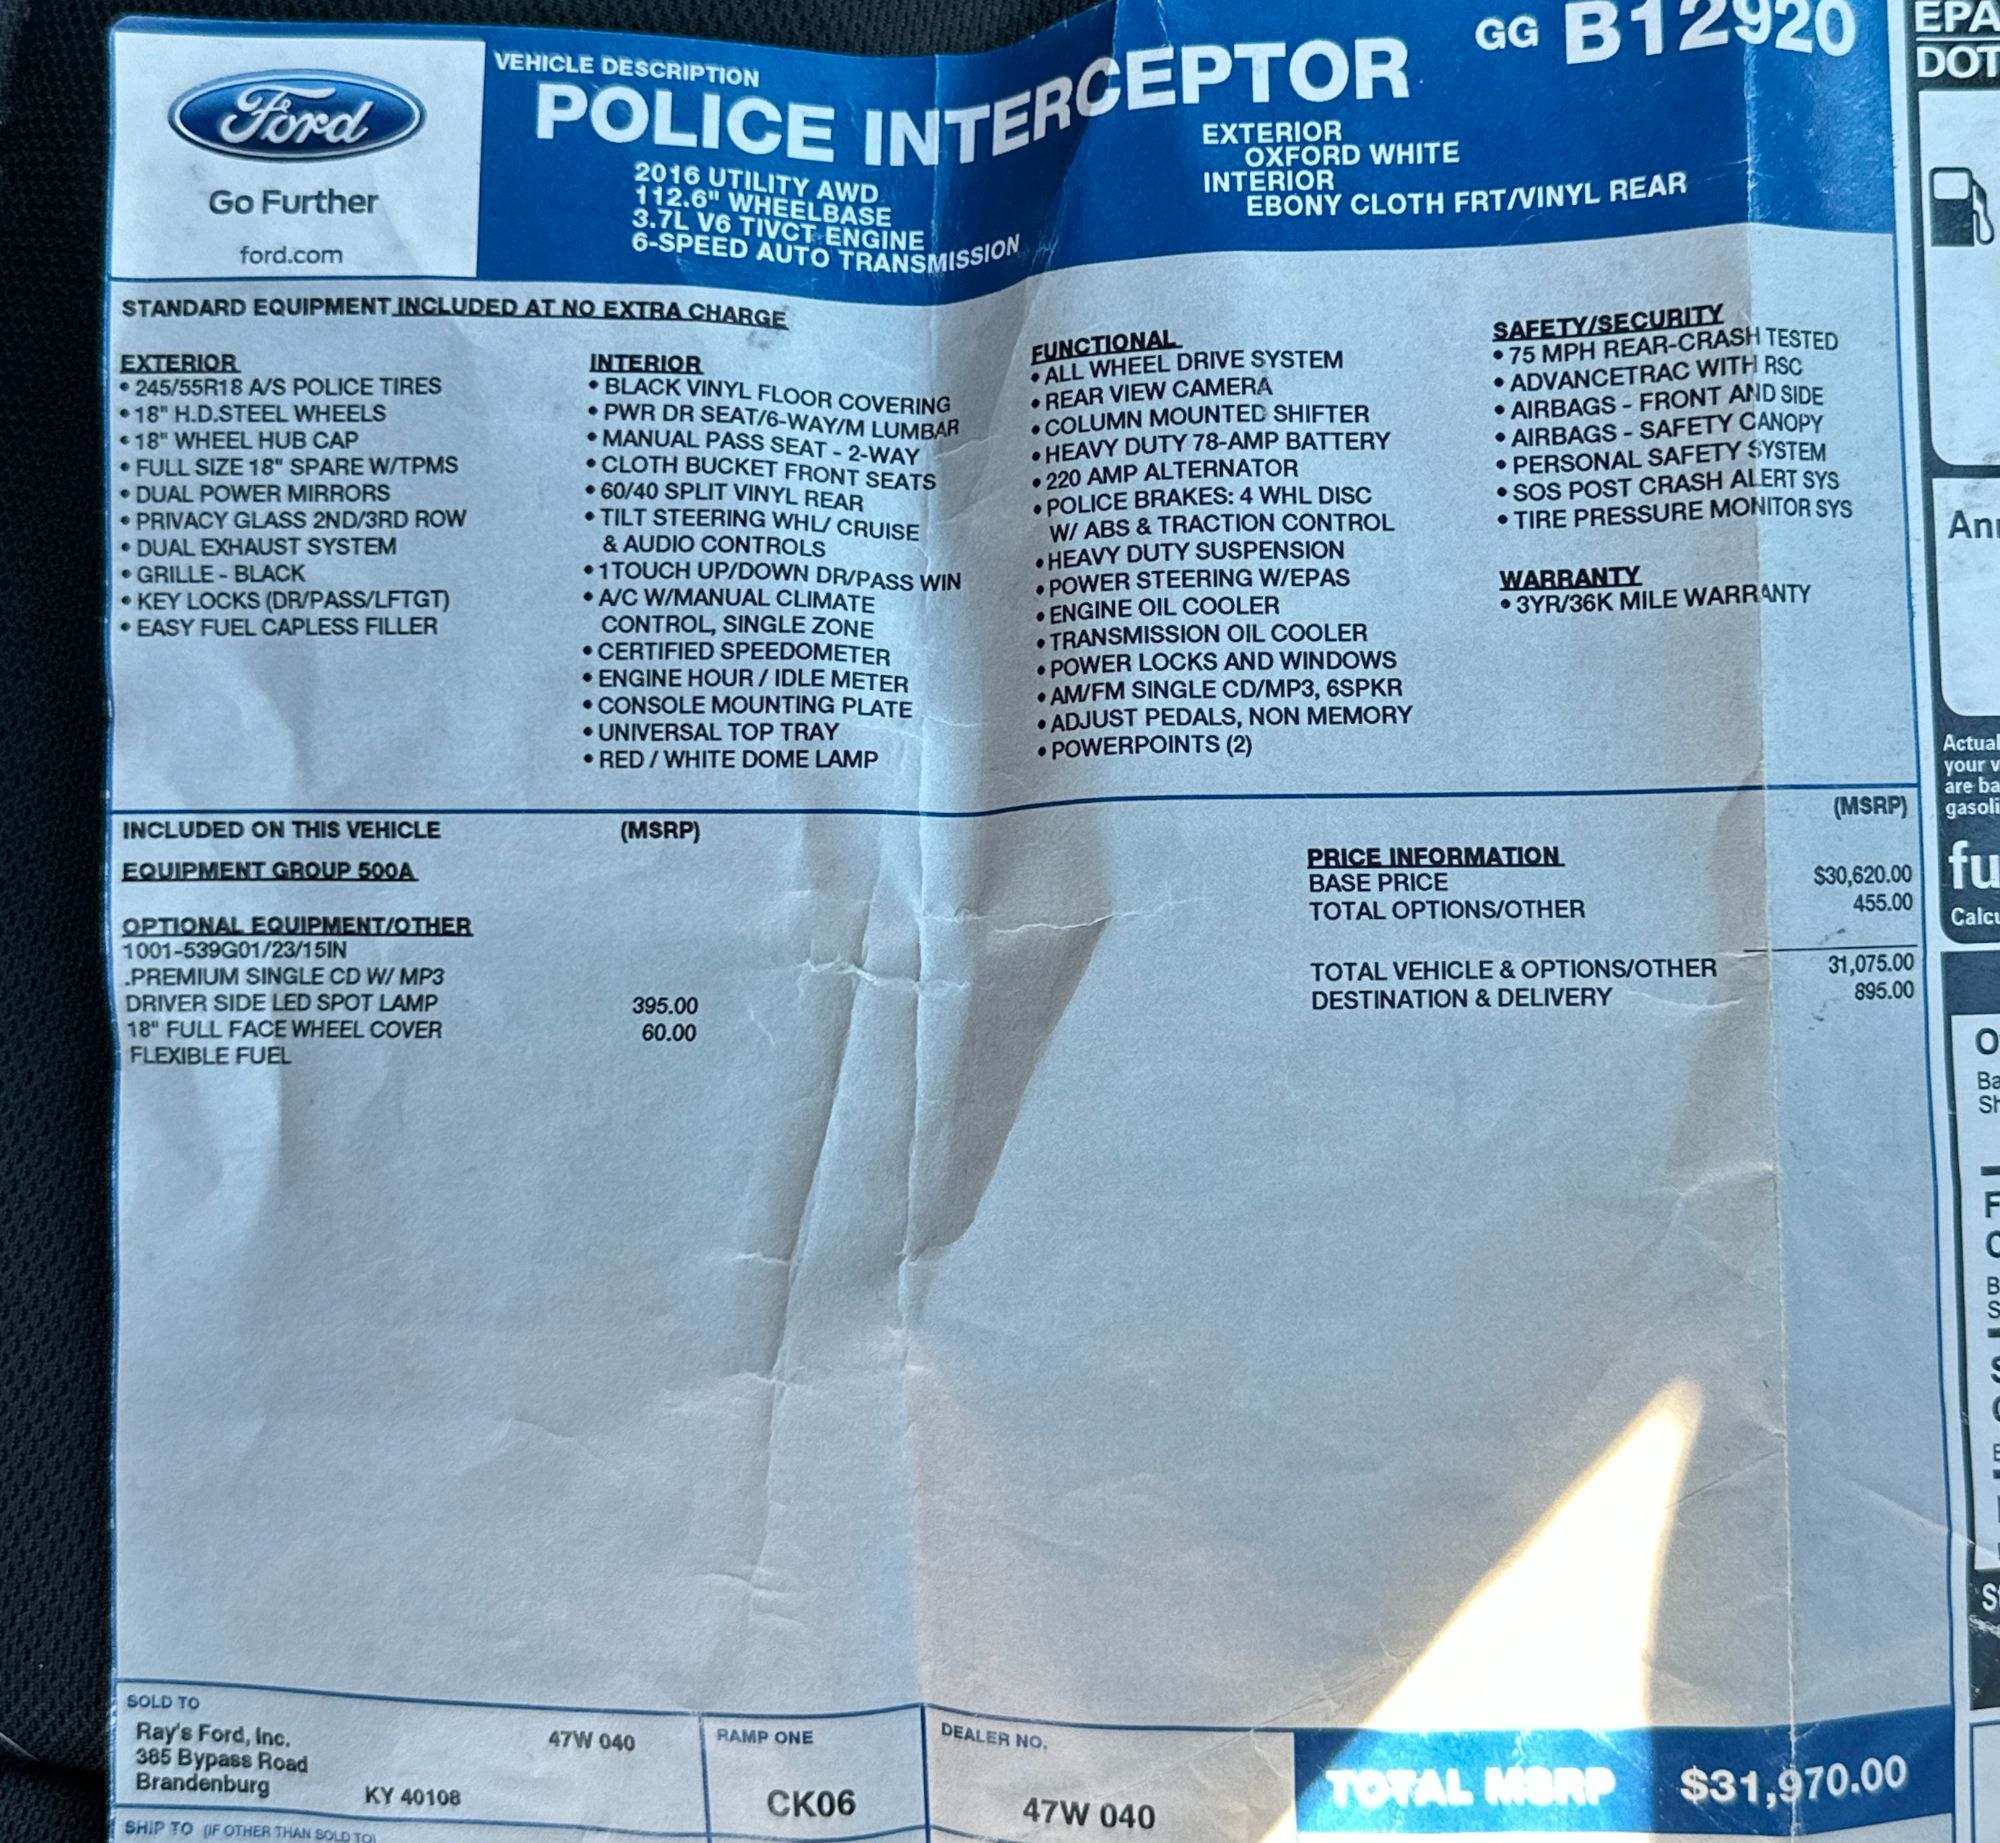 Ford
Go Further
ford.com
VEHICLE DESCRIPTION
POLICE INTERCEPTOR
2016 UTILITY AWD
112.6" WHEELBASE
3.7L V6 TIVCT ENGINE
6-SPEED AUTO TRANSMISSION
GG B12920
EXTERIOR
OXFORD WHITE
INTERIOR
EBONY CLOTH FRT/VINYL REAR
STANDARD EQUIPMENT INCLUDED AT NO EXTRA CHARGE
EXTERIOR
• 245/55R18 A/S POLICE TIRES
• 18" H.D.STEEL WHEELS
• 18" WHEEL HUB CAP
• FULL SIZE 18" SPARE W/TPMS
• DUAL POWER MIRRORS
• PRIVACY GLASS 2ND/3RD ROW
• DUAL EXHAUST SYSTEM
• GRILLE - BLACK
• KEY LOCKS (DR/PASS/LFTGT)
• EASY FUEL CAPLESS FILLER
INTERIOR
• BLACK VINYL FLOOR COVERING
• PWR DR SEAT/6-WAY/M LUMBAR
• MANUAL PASS SEAT - 2-WAY
• CLOTH BUCKET FRONT SEATS
• 60/40 SPLIT VINYL REAR
• TILT STEERING WHL/ CRUISE
& AUDIO CONTROLS
• 1TOUCH UP/DOWN DR/PASS WIN
• A/C W/MANUAL CLIMATE
CONTROL, SINGLE ZONE
• CERTIFIED SPEEDOMETER
• ENGINE HOUR / IDLE METER
• CONSOLE MOUNTING PLATE
• UNIVERSAL TOP TRAY
• RED / WHITE DOME LAMP
FUNCTIONAL
• ALL WHEEL DRIVE SYSTEM
• REAR VIEW CAMERA
• COLUMN MOUNTED SHIFTER
• HEAVY DUTY 78-AMP BATTERY
• 220 AMP ALTERNATOR
• POLICE BRAKES: 4 WHL DISC
W/ ABS & TRACTION CONTROL
• HEAVY DUTY SUSPENSION
• POWER STEERING W/EPAS
• ENGINE OIL COOLER
• TRANSMISSION OIL COOLER
• POWER LOCKS AND WINDOWS
• AM/FM SINGLE CD/MP3, 6SPKR
• ADJUST PEDALS, NON MEMORY
• POWERPOINTS (2)
SAFETY/SECURITY
• 75 MPH REAR-CRASH TESTED
• ADVANCETRAC WITH RSC
• AIRBAGS - FRONT AND SIDE
• AIRBAGS - SAFETY CANOPY
• PERSONAL SAFETY SYSTEM
• SOS POST CRASH ALERT SYS
• TIRE PRESSURE MONITOR SYS
WARRANTY
• 3YR/36K MILE WARRANTY
INCLUDED ON THIS VEHICLE (MSRP)
EQUIPMENT GROUP 500A
OPTIONAL EQUIPMENT/OTHER
1001-539G01/23/15IN
.PREMIUM SINGLE CD W/ MP3
DRIVER SIDE LED SPOT LAMP 395.00
18" FULL FACE WHEEL COVER 60.00
FLEXIBLE FUEL
(MSRP)
PRICE INFORMATION
BASE PRICE $30,620.00
TOTAL OPTIONS/OTHER 455.00
TOTAL VEHICLE & OPTIONS/OTHER 31,075.00
DESTINATION & DELIVERY 895.00
SOLD TO
Ray's Ford, Inc. 47W 040
385 Bypass Road
Brandenburg KY 40108
SHIP TO (IF OTHER THAN SOLD TO)
RAMP ONE
CK06
DEALER NO.
47W 040
TOTAL MSRP $31,970.00
EPA
DOT
Actual
your v
are ba
gasoli
fu